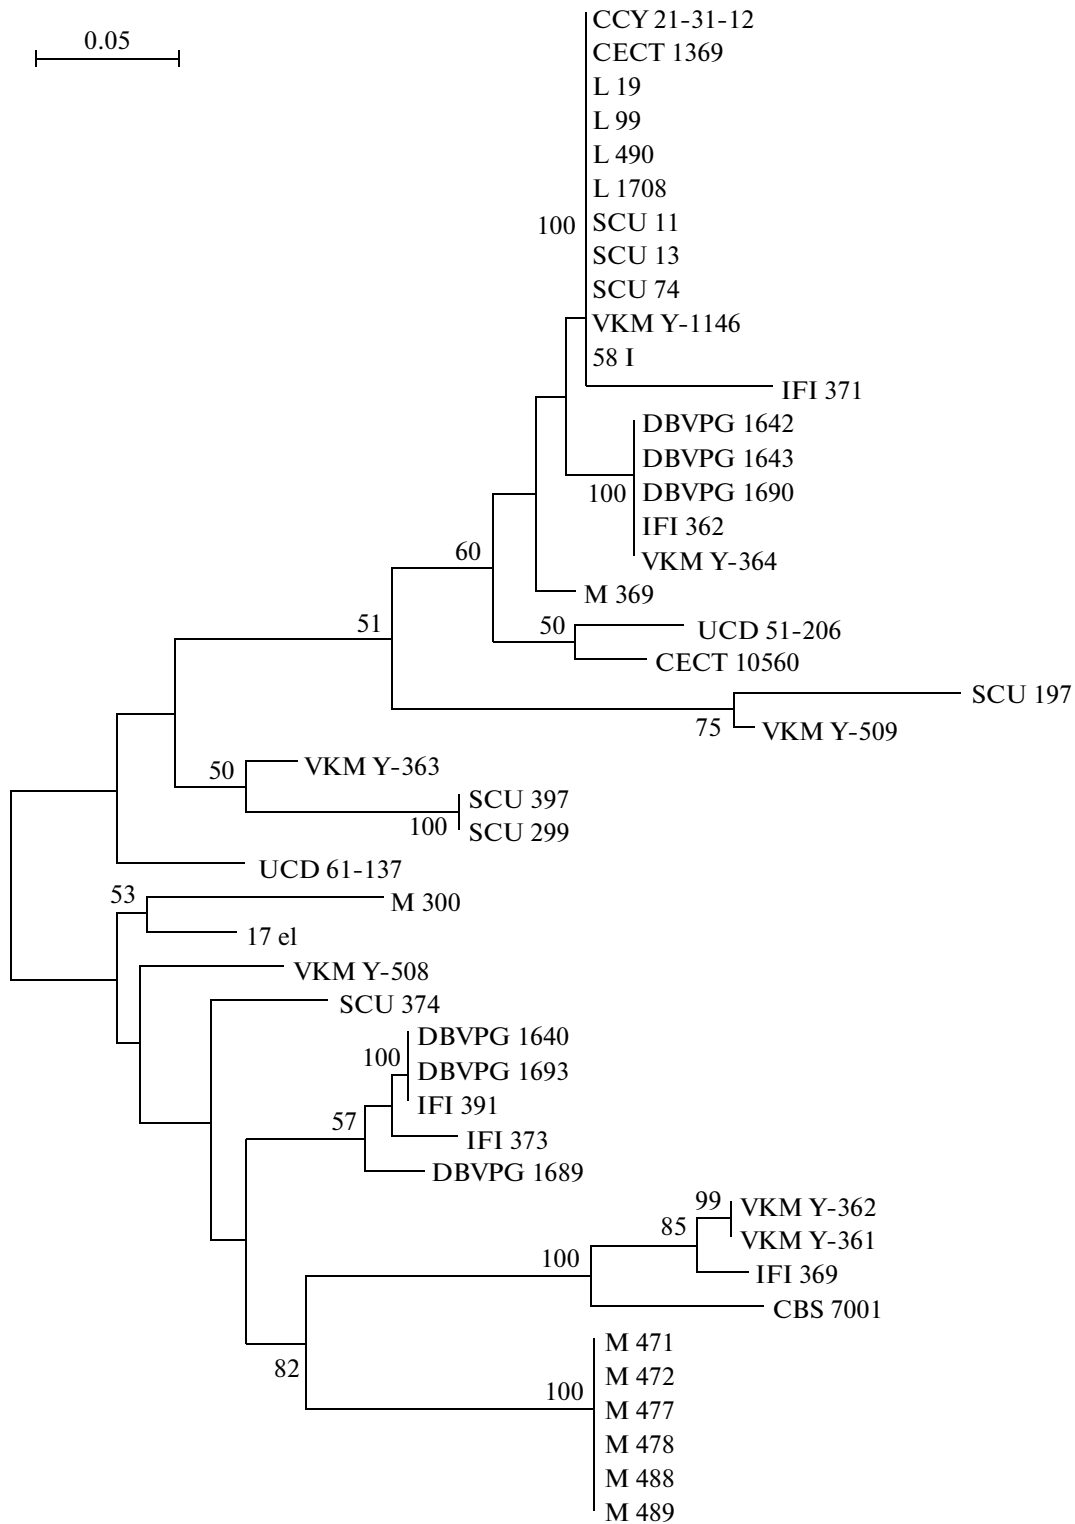 0.05
CCY 21-31-12
CECT 1369
L 19
L 99
L 490
L 1708
100
SCU 11
SCU 13
SCU 74
VKM Y-1146
58 I
IFI 371
DBVPG 1642
DBVPG 1643
100
DBVPG 1690
IFI 362
VKM Y-364
60
M 369
51
50
UCD 51-206
CECT 10560
SCU 197
75
VKM Y-509
50
VKM Y-363
SCU 397
100
SCU 299
UCD 61-137
53
M 300
17 el
VKM Y-508
SCU 374
DBVPG 1640
100
DBVPG 1693
IFI 391
57
IFI 373
DBVPG 1689
99
VKM Y-362
85
VKM Y-361
100
IFI 369
CBS 7001
82
M 471
M 472
100
M 477
M 478
M 488
M 489